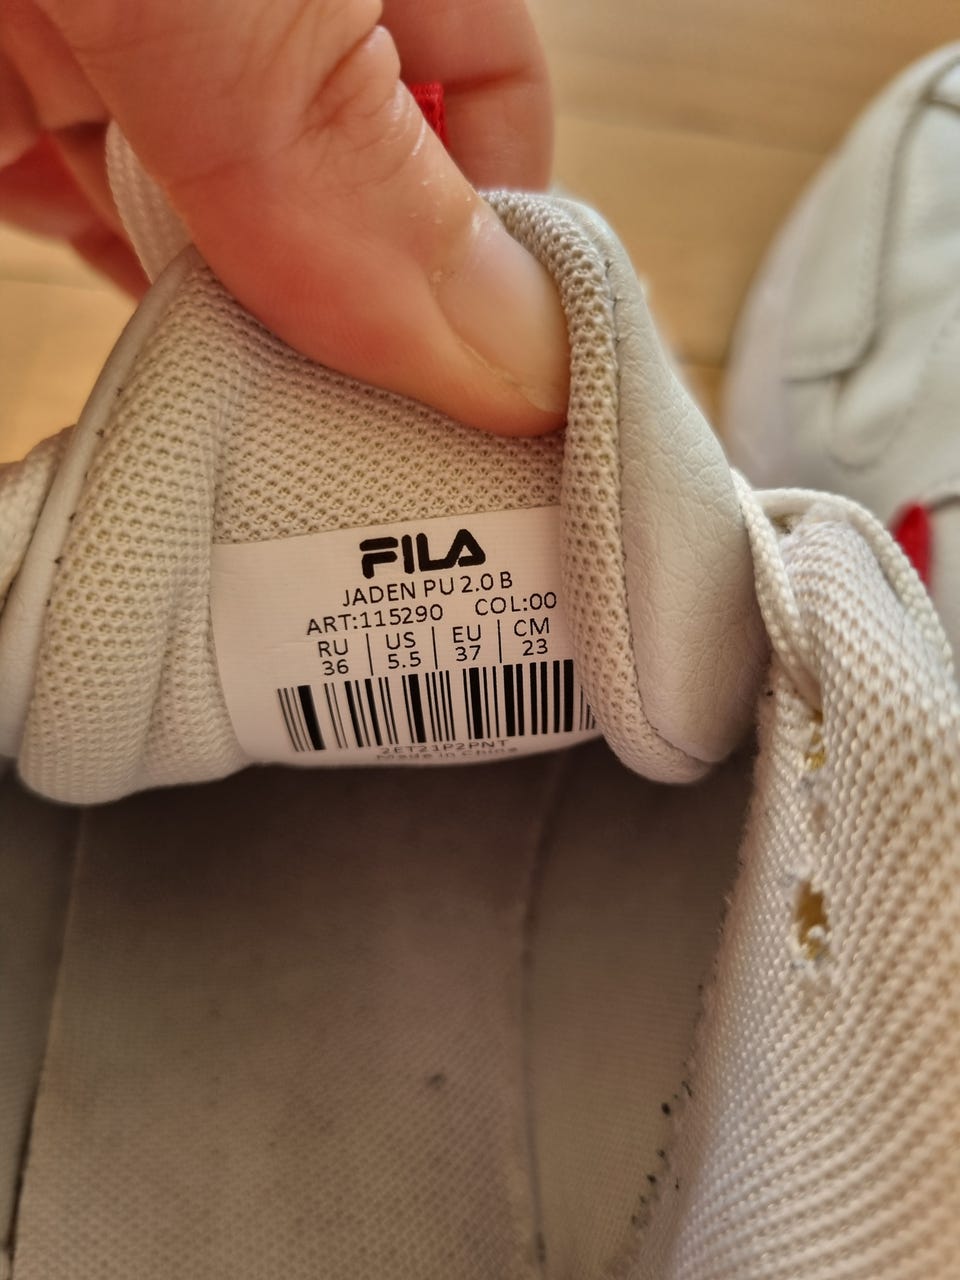 FILA
JADEN PU 2.0 B
ART:115290 COL:00
RU US EU CM
36 5.5 37 23
2ET21P2PNT
Made in China